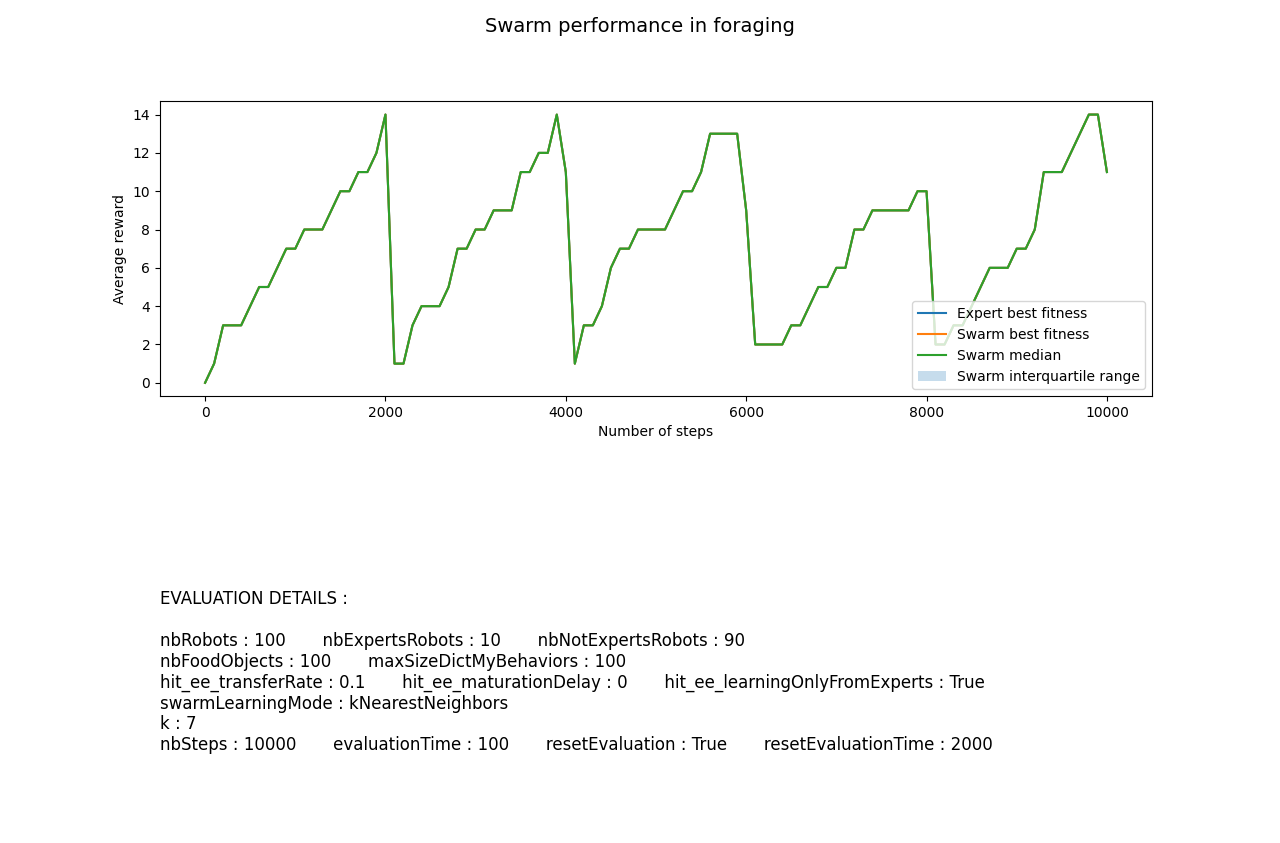 Swarm performance in foraging
14
12
10
8
6
4
2
0
Average reward
0 2000 4000 6000 8000 10000
Number of steps
Expert best fitness
Swarm best fitness
Swarm median
Swarm interquartile range
EVALUATION DETAILS :
nbRobots : 100 nbExpertsRobots : 10 nbNotExpertsRobots : 90
nbFoodObjects : 100 maxSizeDictMyBehaviors : 100
hit_ee_transferRate : 0.1 hit_ee_maturationDelay : 0 hit_ee_learningOnlyFromExperts : True
swarmLearningMode : kNearestNeighbors
k : 7
nbSteps : 10000 evaluationTime : 100 resetEvaluation : True resetEvaluationTime : 2000